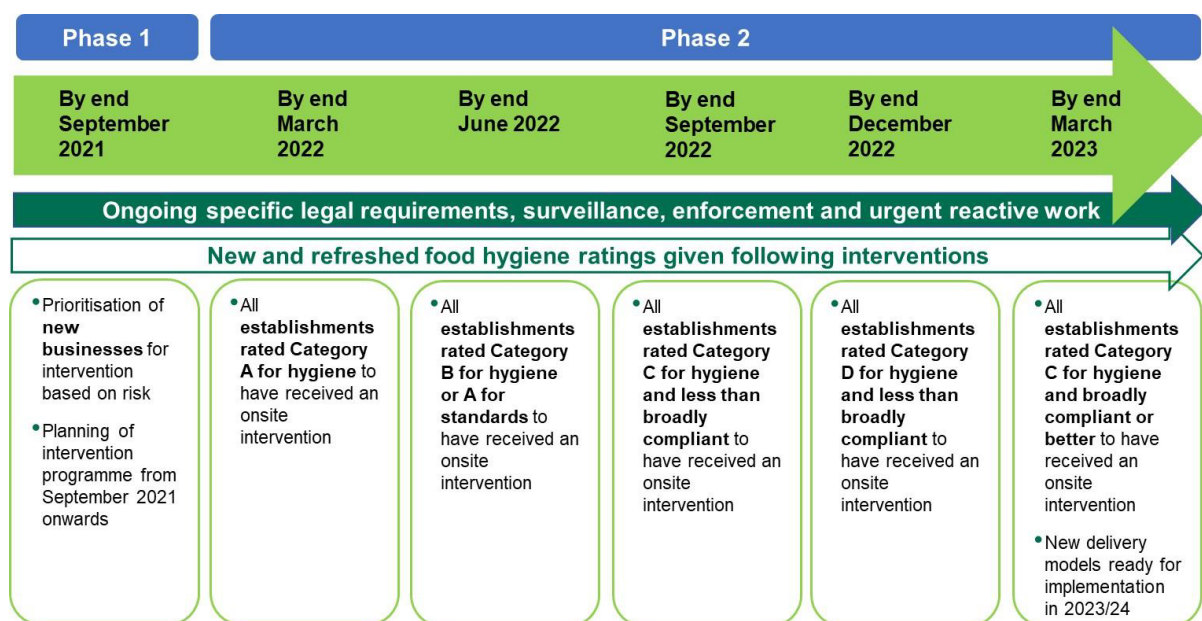 Phase 1
Phase 2
By end
September
2021
By end
March
2022
By end
June 2022
By end
September
2022
By end
December
2022
By end
March
2023
Ongoing specific legal requirements, surveillance, enforcement and urgent reactive work
New and refreshed food hygiene ratings given following interventions
•Prioritisation of
new
businesses for
intervention
based on risk
•Planning of
intervention
programme from
September 2021
onwards
•All
establishments
rated Category
A for hygiene to
have received an
onsite
intervention
•All
establishments
rated Category
B for hygiene
or A for
standards to
have received an
onsite
intervention
•All
establishments
rated Category
C for hygiene
and less than
broadly
compliant to
have received an
onsite
intervention
•All
establishments
rated Category
D for hygiene
and less than
broadly
compliant to
have received an
onsite
intervention
•All
establishments
rated Category
C for hygiene
and broadly
compliant or
better to have
received an
onsite
intervention
•New delivery
models ready for
implementation
in 2023/24